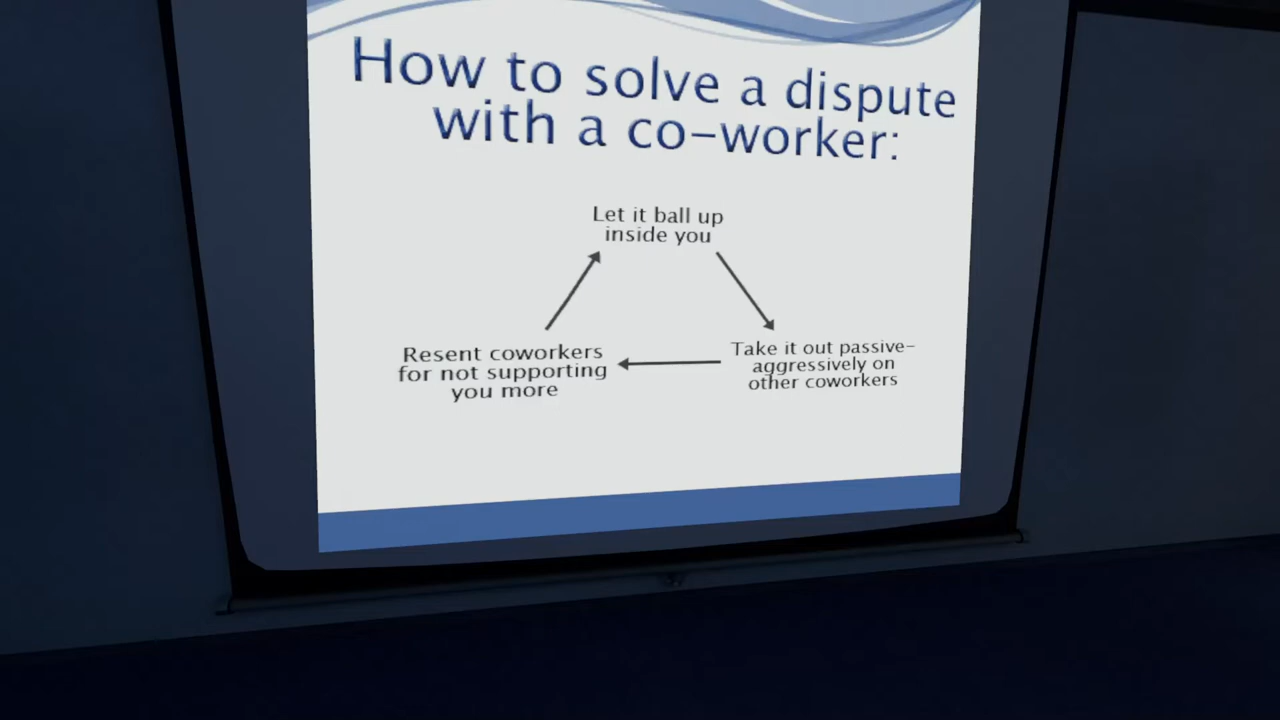 How to solve a dispute
with a co-worker:
Let it ball up
inside you
Take it out passive-
aggressively on
other coworkers
Resent coworkers
for not supporting
you more